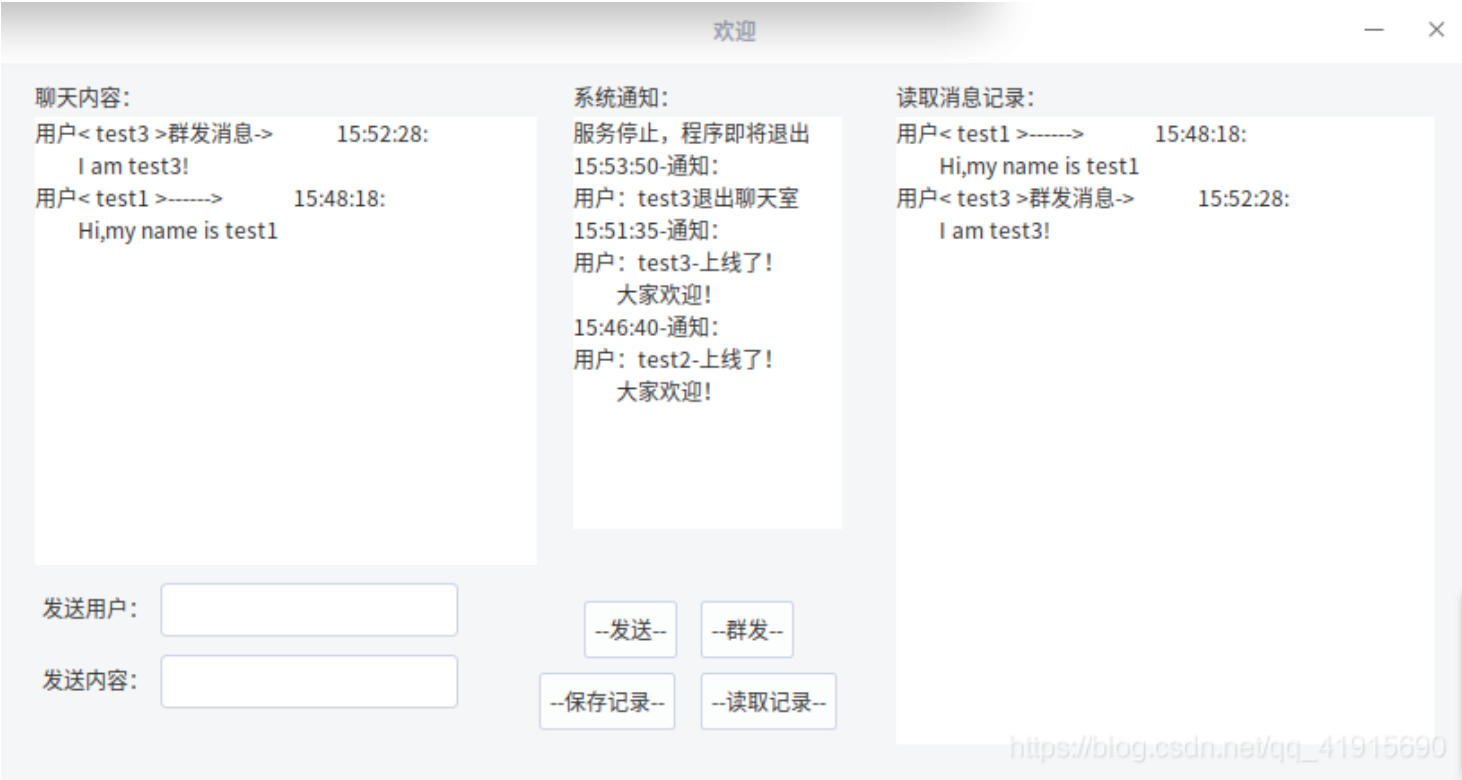 欢迎
聊天内容：
用户< test3 >群发消息-> 15:52:28:
I am test3!
用户< test1 >------> 15:48:18:
Hi,my name is test1
系统通知：
服务停止，程序即将退出
15:53:50-通知：
用户：test3退出聊天室
15:51:35-通知：
用户：test3-上线了！
大家欢迎！
15:46:40-通知：
用户：test2-上线了！
大家欢迎！
读取消息记录：
用户< test1 >------> 15:48:18:
Hi,my name is test1
用户< test3 >群发消息-> 15:52:28:
I am test3!
发送用户：
发送内容：
--发送-- --群发--
--保存记录-- --读取记录--
https://blog.csdn.net/qq_41915690